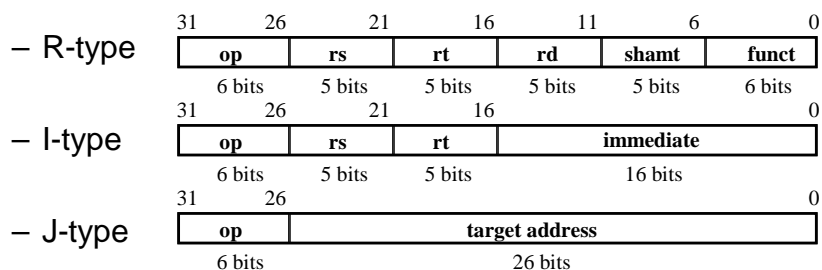 31 26 21 16 11 6 0
– R-type op rs rt rd shamt funct
6 bits 5 bits 5 bits 5 bits 5 bits 6 bits
31 26 21 16 0
– I-type op rs rt immediate
6 bits 5 bits 5 bits 16 bits
31 26 0
– J-type op target address
6 bits 26 bits